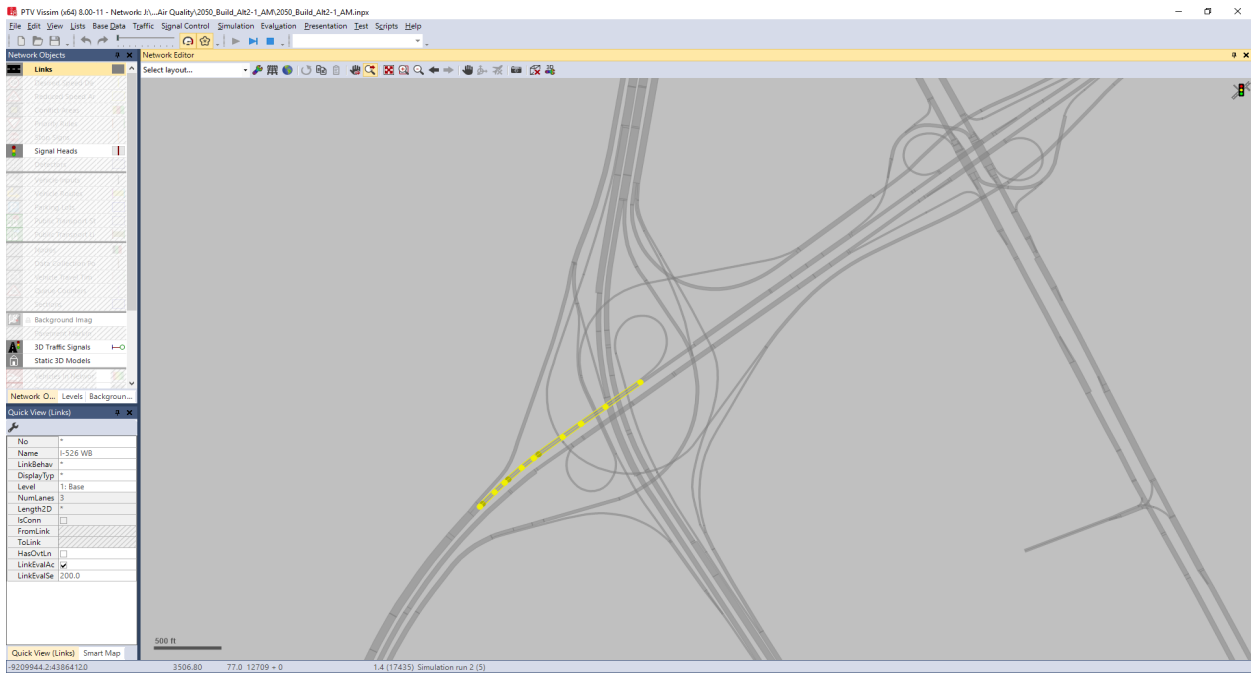 PTV Vissim (x64) 8.00-11 - Network: J:\...Air Quality\2050_Build_Alt2-1_AM\2050_Build_Alt2-1_AM.inpx
File Edit View Lists Base Data Traffic Signal Control Simulation Evaluation Presentation Test Scripts Help
Network Objects
Network Editor
Select layout...
Links
Signal Heads
Background Imag
3D Traffic Signals
Static 3D Models
Network O... Levels Backgroun...
Quick View (Links)
No *
Name I-526 WB
LinkBehav *
DisplayTyp *
Level 1: Base
NumLanes 3
Length2D *
IsConn
FromLink
ToLink
HasOvtLn
LinkEvalAc
LinkEvalSe 200.0
500 ft
Quick View (Links) Smart Map
-9209944.2:4386412.0 3506.80 77.0 12709 + 0 1.4 (17435) Simulation run 2 (5)